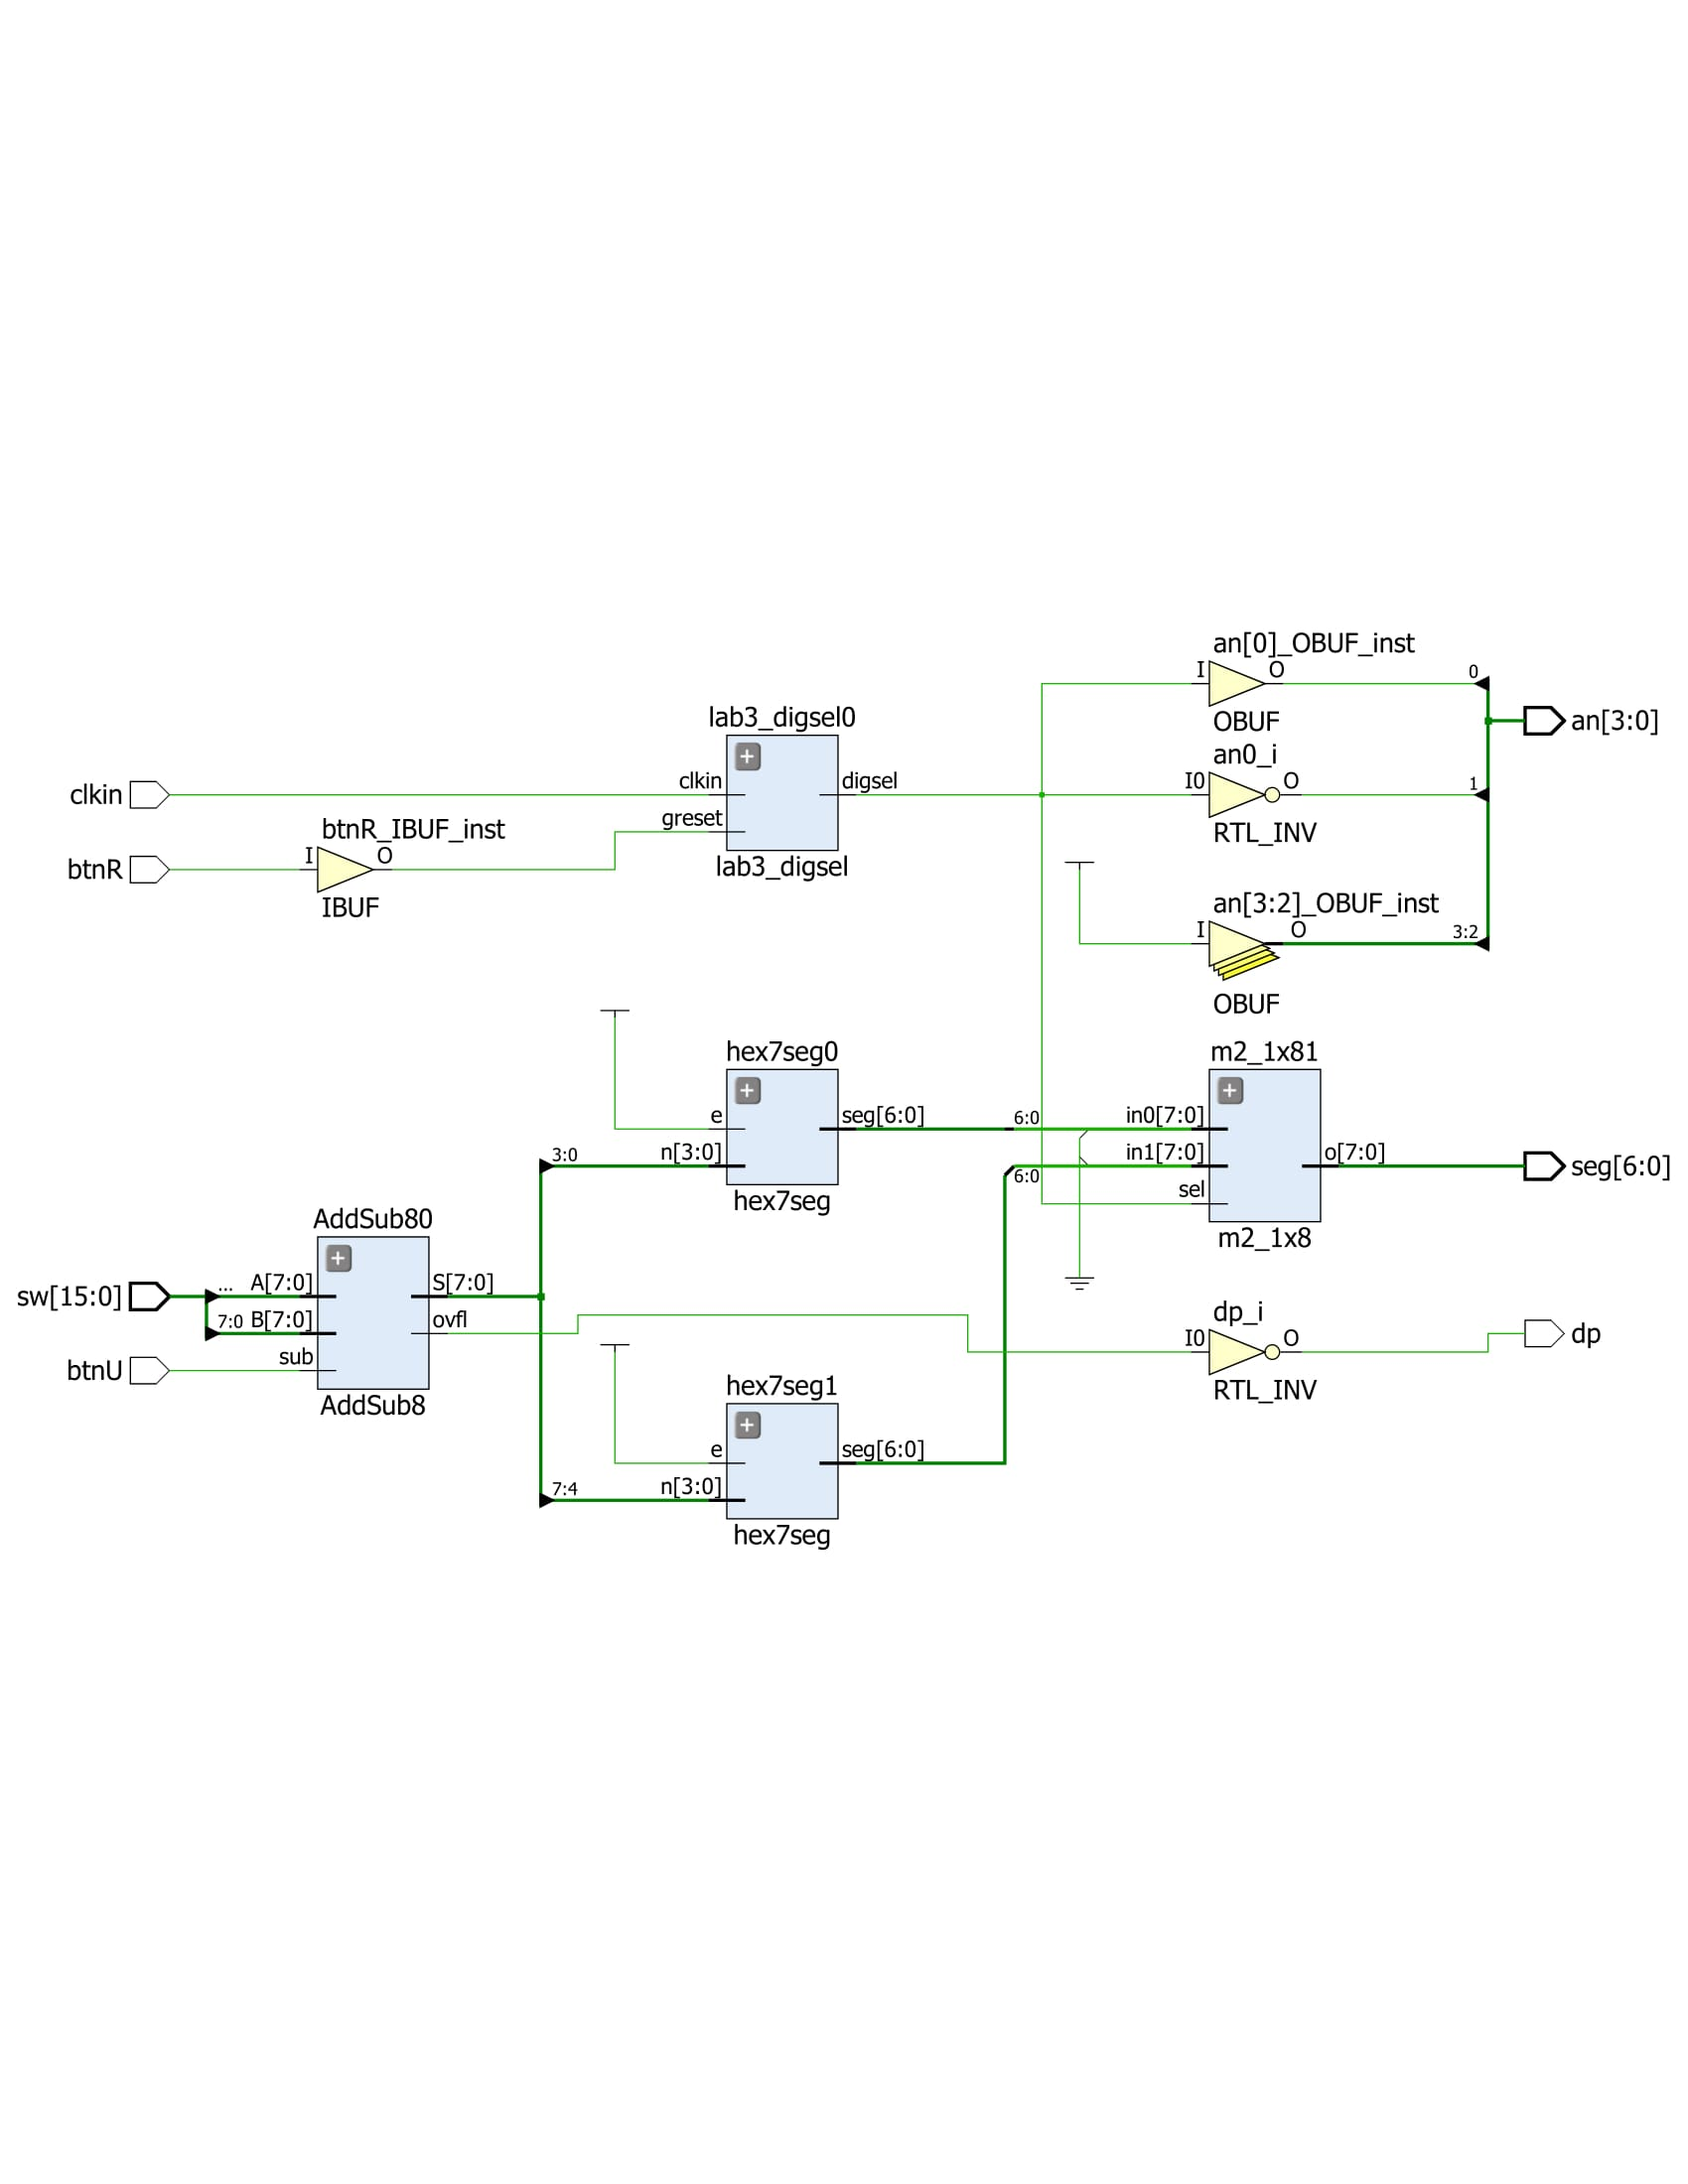 an[0]_OBUF_inst
I
O
0
OBUF
an[3:0]
lab3_digsel0
an0_i
clkin
clkin
digsel
I0
O
1
greset
RTL_INV
btnR_IBUF_inst
btnR
I
O
lab3_digsel
IBUF
an[3:2]_OBUF_inst
I
O
3:2
OBUF
hex7seg0
m2_1x81
e
seg[6:0]
6:0
in0[7:0]
3:0
n[3:0]
6:0
in1[7:0]
o[7:0]
seg[6:0]
sel
hex7seg
m2_1x8
AddSub80
sw[15:0]
...
A[7:0]
S[7:0]
7:0
B[7:0]
ovfl
dp_i
I0
O
dp
btnU
sub
RTL_INV
AddSub8
hex7seg1
e
seg[6:0]
7:4
n[3:0]
hex7seg